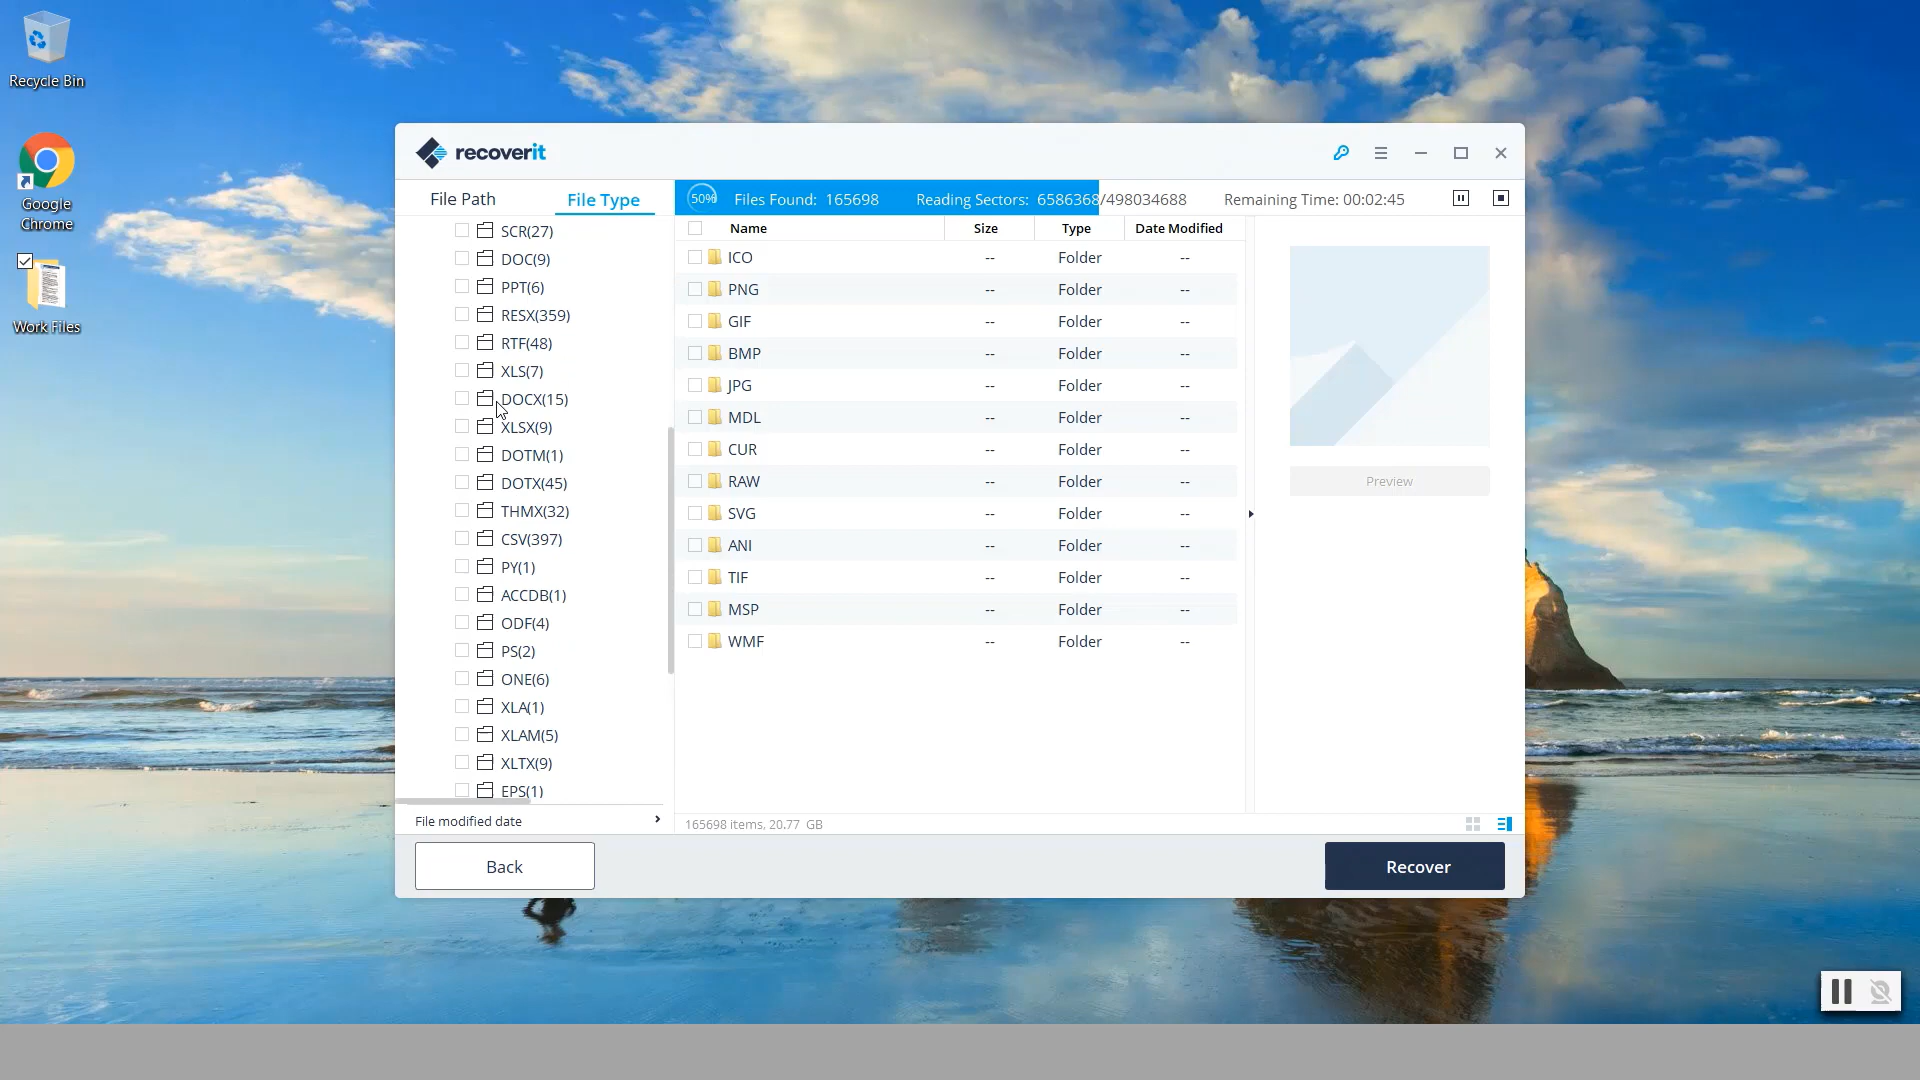 Recycle Bin
Google
Chrome
Work Files
recoverit
File Path File Type
50% Files Found: 165698 Reading Sectors: 6586368/498034688 Remaining Time: 00:02:45
SCR(27)
DOC(9)
PPT(6)
RESX(359)
RTF(48)
XLS(7)
DOCX(15)
XLSX(9)
DOTM(1)
DOTX(45)
THMX(32)
CSV(397)
PY(1)
ACCDB(1)
ODF(4)
PS(2)
ONE(6)
XLA(1)
XLAM(5)
XLTX(9)
EPS(1)
File modified date
Name Size Type Date Modified
ICO -- Folder --
PNG -- Folder --
GIF -- Folder --
BMP -- Folder --
JPG -- Folder --
MDL -- Folder --
CUR -- Folder --
RAW -- Folder --
SVG -- Folder --
ANI -- Folder --
TIF -- Folder --
MSP -- Folder --
WMF -- Folder --
Preview
165698 items, 20.77 GB
Back
Recover